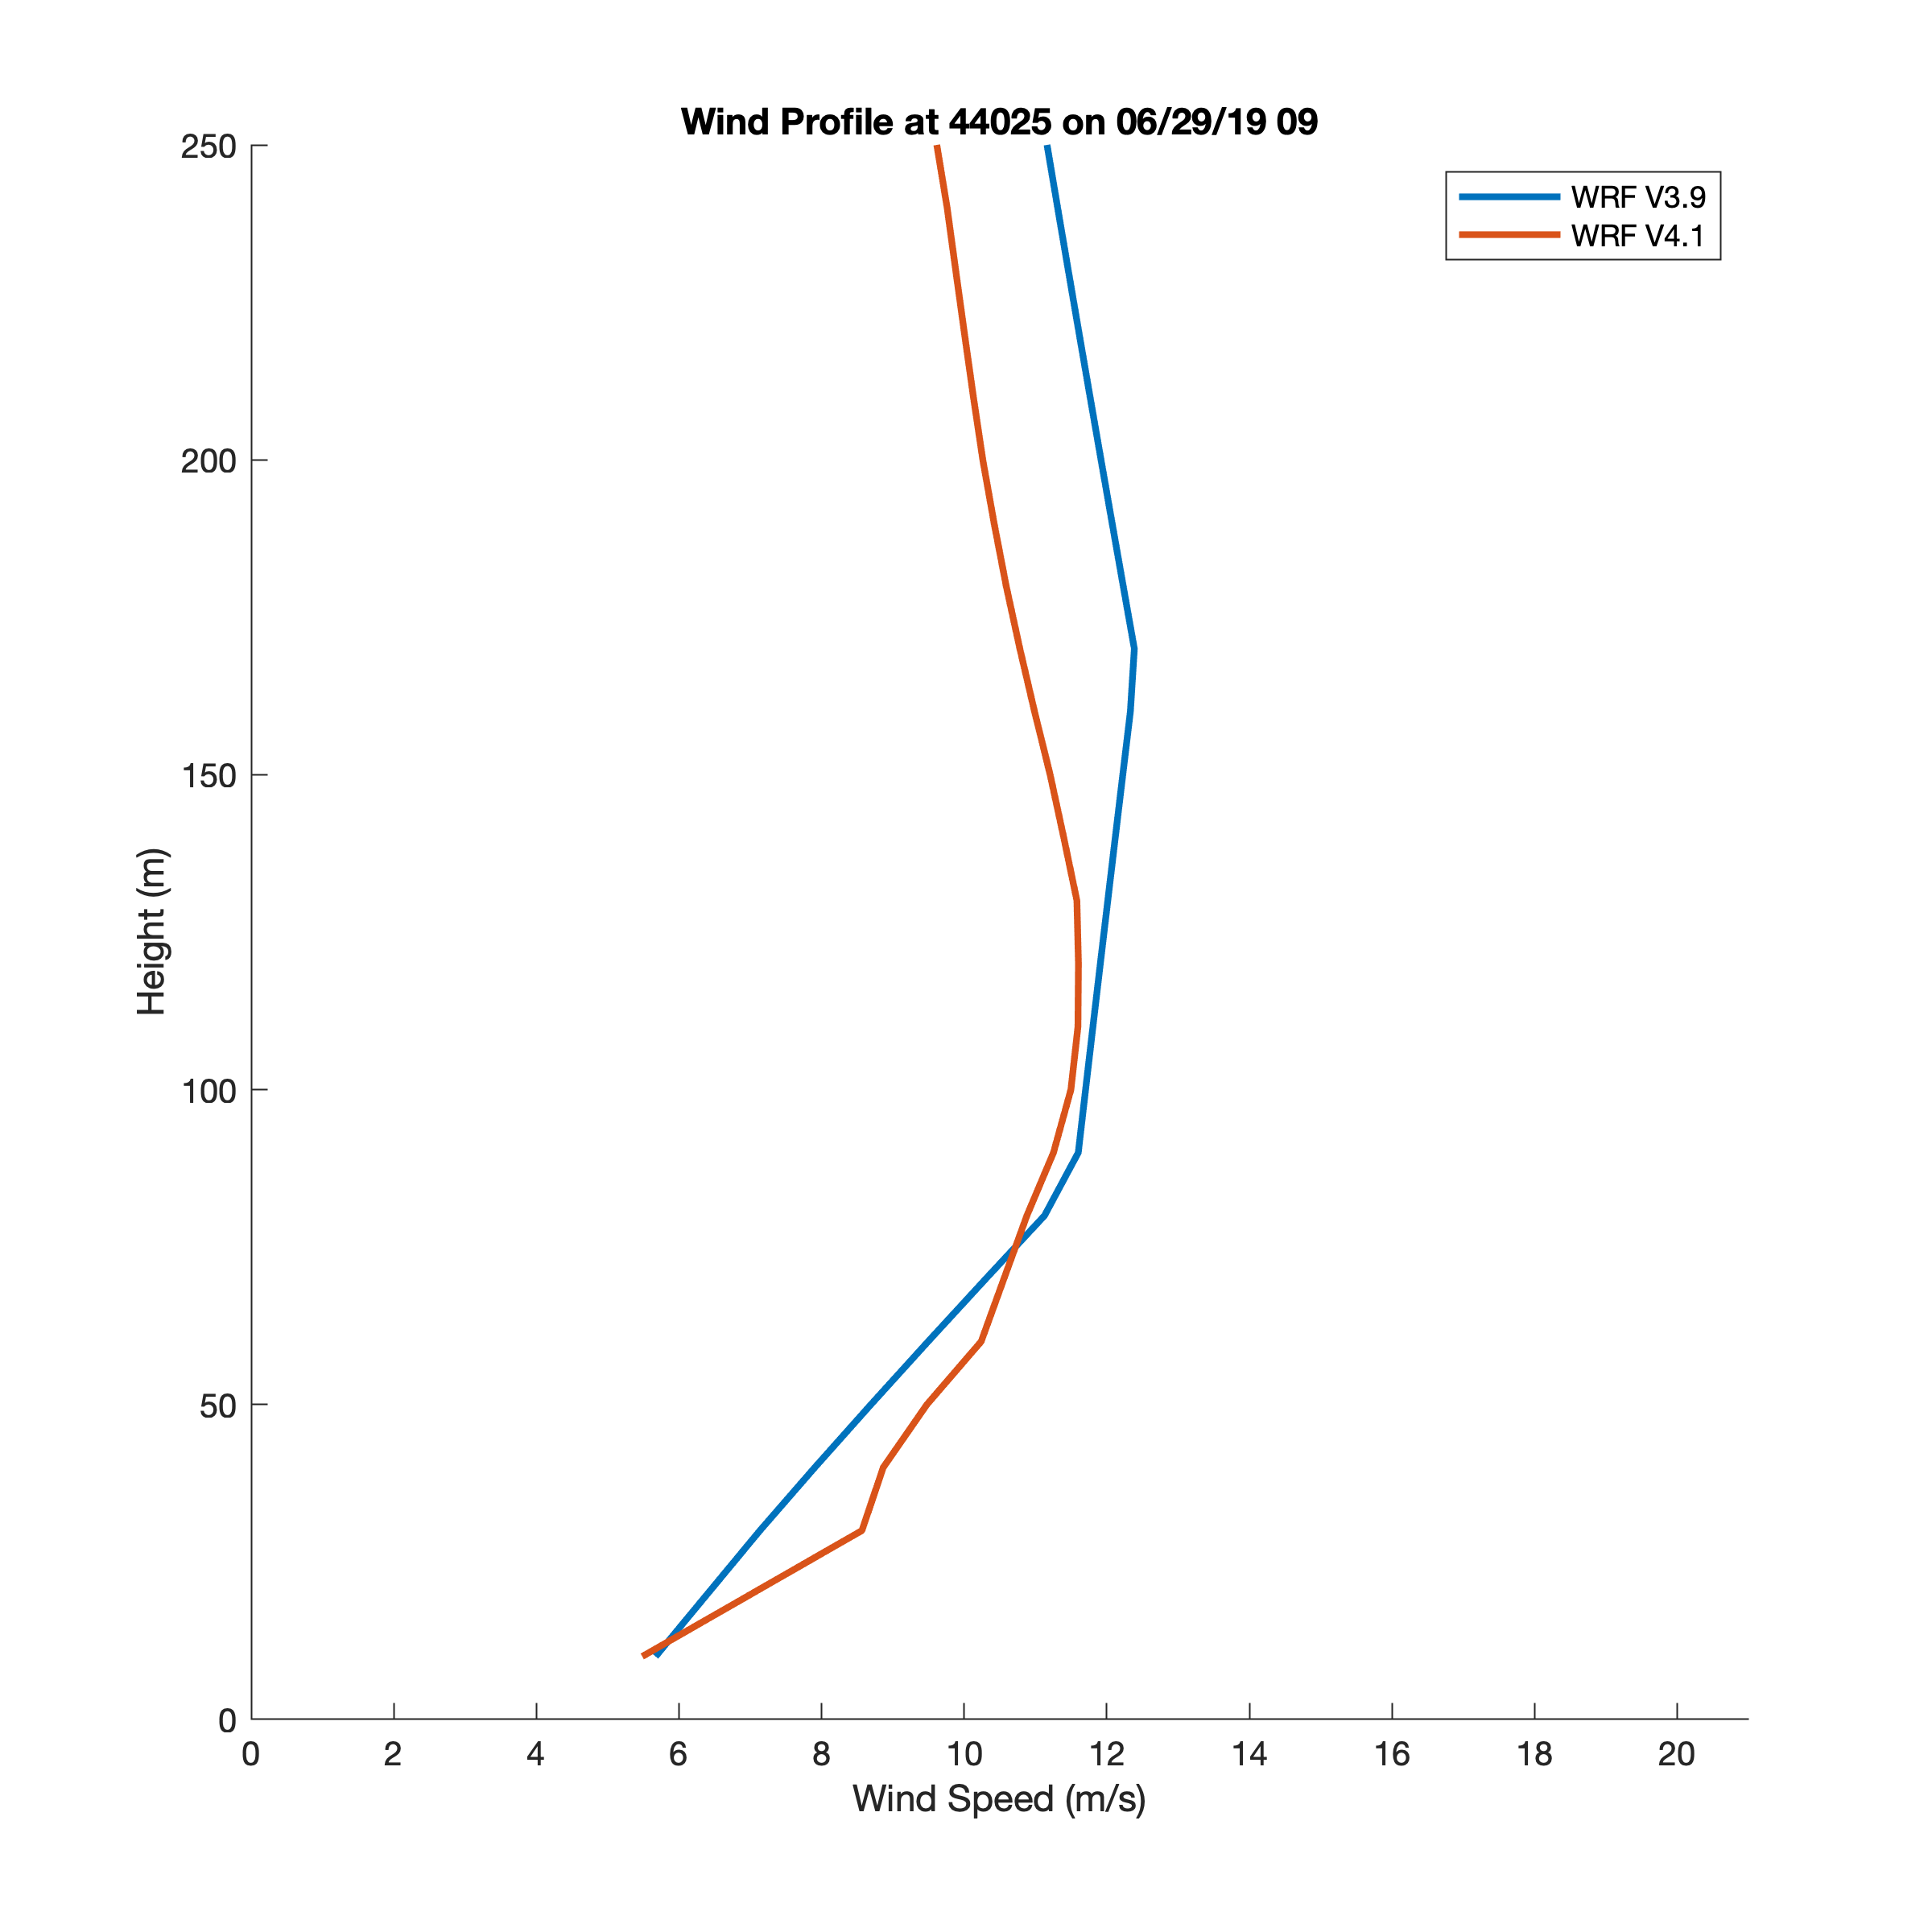 Wind Profile at 44025 on 06/29/19 09
WRF V3.9
WRF V4.1
250
200
150
100
50
0
Height (m)
0 2 4 6 8 10 12 14 16 18 20
Wind Speed (m/s)